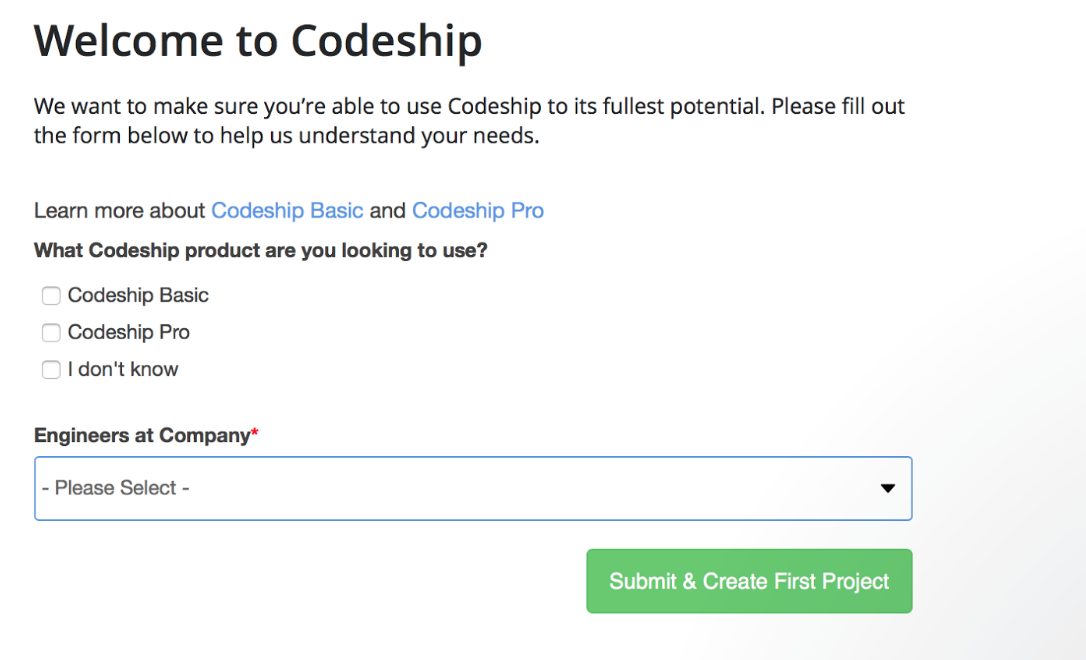 Welcome to Codeship
We want to make sure you’re able to use Codeship to its fullest potential. Please fill out
the form below to help us understand your needs.
Learn more about Codeship Basic and Codeship Pro
What Codeship product are you looking to use?
Codeship Basic
Codeship Pro
I don't know
Engineers at Company*
- Please Select -
Submit & Create First Project